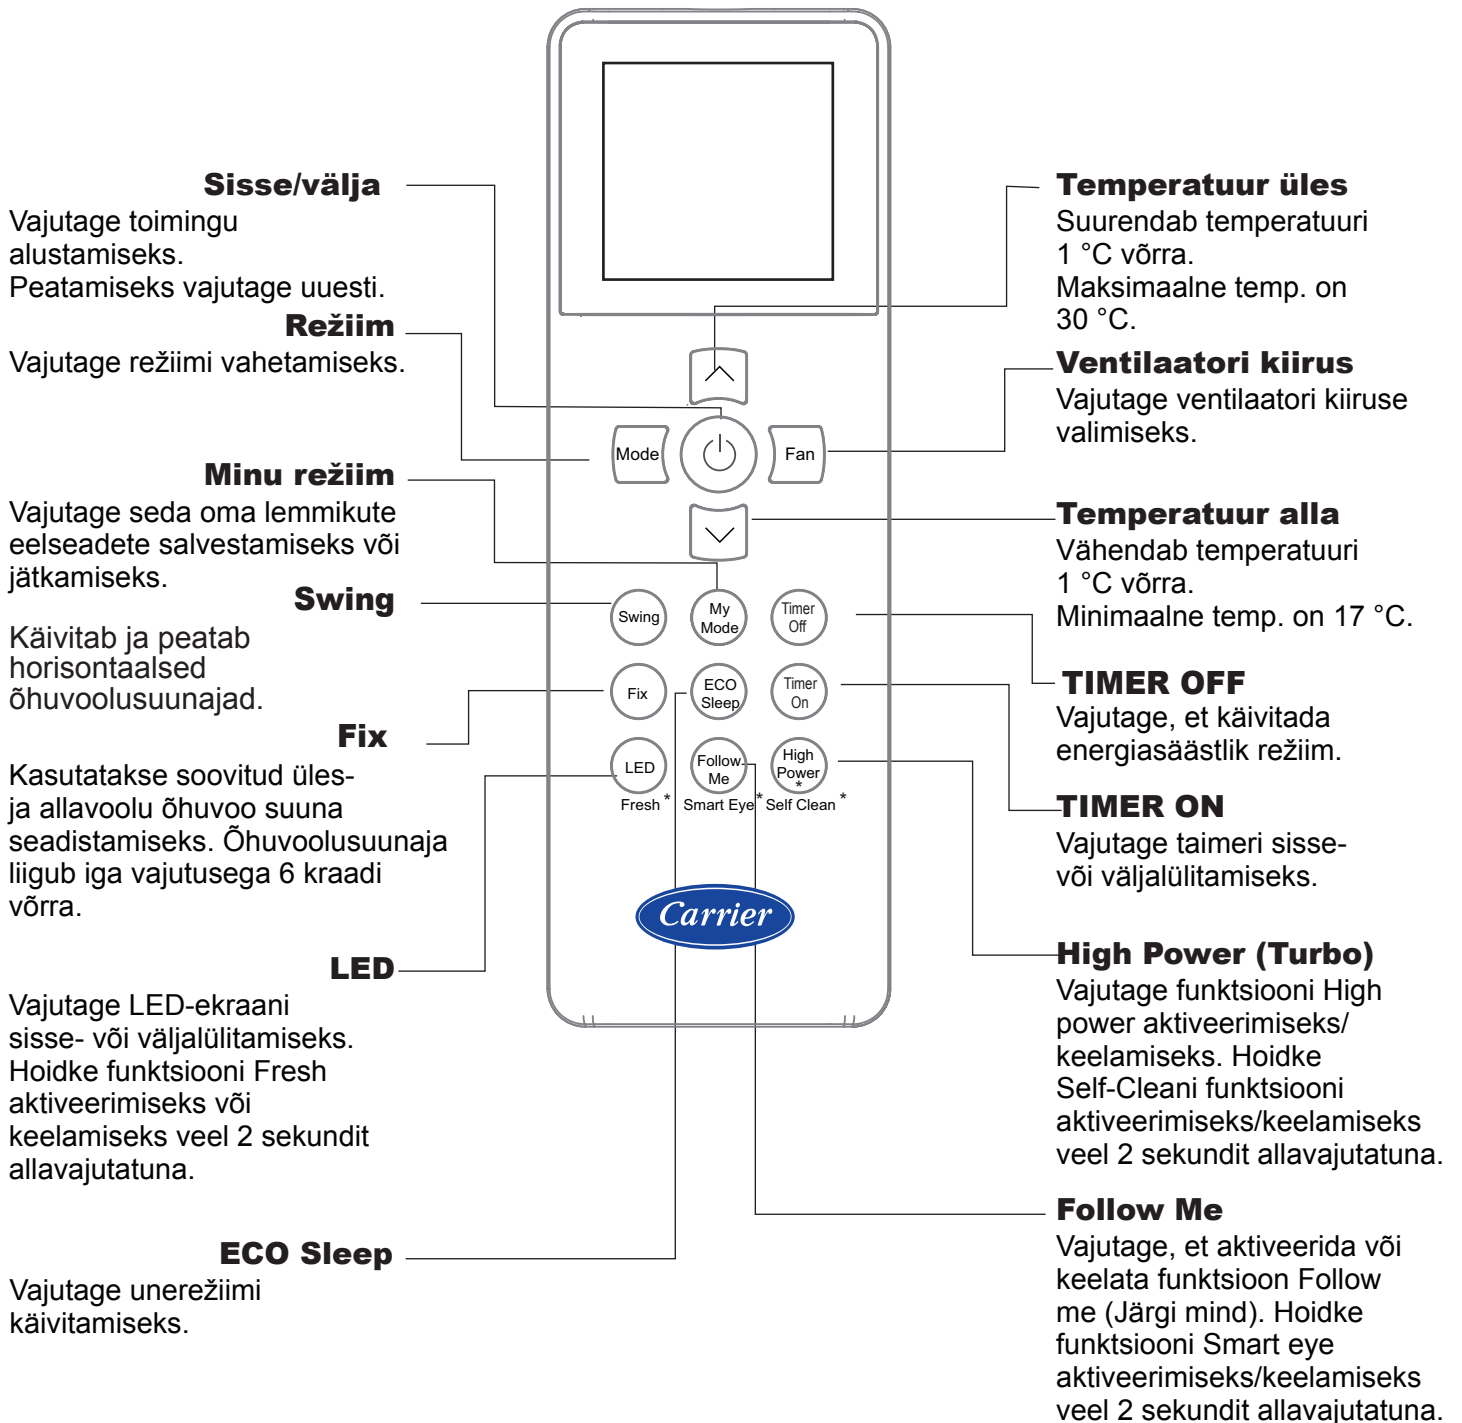 Sisse/välja
Vajutage toimingu
alustamiseks.
Peatamiseks vajutage uuesti.
Režiim
Vajutage režiimi vahetamiseks.
Minu režiim
Vajutage seda oma lemmikute
eelseadete salvestamiseks või
jätkamiseks.
Swing
Käivitab ja peatab
horisontaalsed
õhuvoolusuunajad.
Fix
Kasutatakse soovitud üles-
ja allavoolu õhuvoo suuna
seadistamiseks. Õhuvoolusuunaja
liigub iga vajutusega 6 kraadi
võrra.
LED
Vajutage LED-ekraani
sisse- või väljalülitamiseks.
Hoidke funktsiooni Fresh
aktiveerimiseks või
keelamiseks veel 2 sekundit
allavajutatuna.
ECO Sleep
Vajutage unerežiimi
käivitamiseks.
Mode
Fan
Swing
My
Mode
Timer
Off
Fix
ECO
Sleep
Timer
On
LED
Follow
Me
High
Power
*
Fresh *
Smart Eye *
Self Clean *
Carrier
Temperatuur üles
Suurendab temperatuuri
1 °C võrra.
Maksimaalne temp. on
30 °C.
Ventilaatori kiirus
Vajutage ventilaatori kiiruse
valimiseks.
Temperatuur alla
Vähendab temperatuuri
1 °C võrra.
Minimaalne temp. on 17 °C.
TIMER OFF
Vajutage, et käivitada
energiasäästlik režiim.
TIMER ON
Vajutage taimeri sisse-
või väljalülitamiseks.
High Power (Turbo)
Vajutage funktsiooni High
power aktiveerimiseks/
keelamiseks. Hoidke
Self-Cleani funktsiooni
aktiveerimiseks/keelamiseks
veel 2 sekundit allavajutatuna.
Follow Me
Vajutage, et aktiveerida või
keelata funktsioon Follow
me (Järgi mind). Hoidke
funktsiooni Smart eye
aktiveerimiseks/keelamiseks
veel 2 sekundit allavajutatuna.